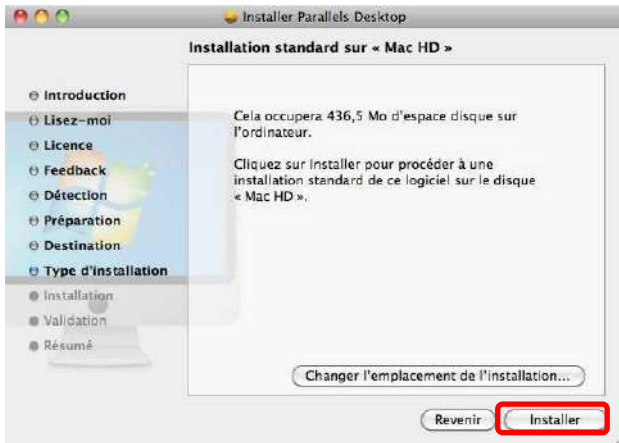 Installer Parallels Desktop
Installation standard sur « Mac HD »
Introduction
Lisez-moi
Licence
Feedback
Détection
Préparation
Destination
Type d'installation
Installation
Validation
Résumé
Cela occupera 436,5 Mo d'espace disque sur
l'ordinateur.
Cliquez sur Installer pour procéder à une
installation standard de ce logiciel sur le disque
« Mac HD ».
Changer l'emplacement de l'installation...
Revenir
Installer